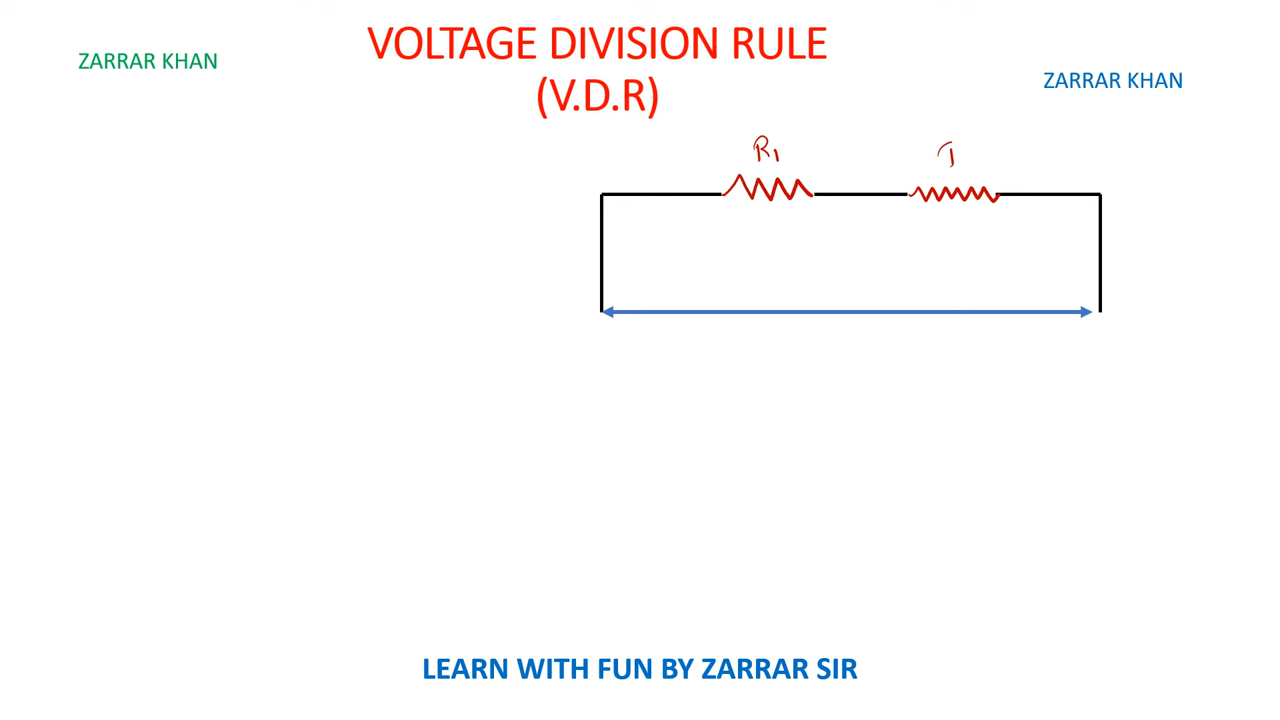 VOLTAGE DIVISION RULE
(V.D.R)
ZARRAR KHAN
ZARRAR KHAN
R1
LEARN WITH FUN BY ZARRAR SIR